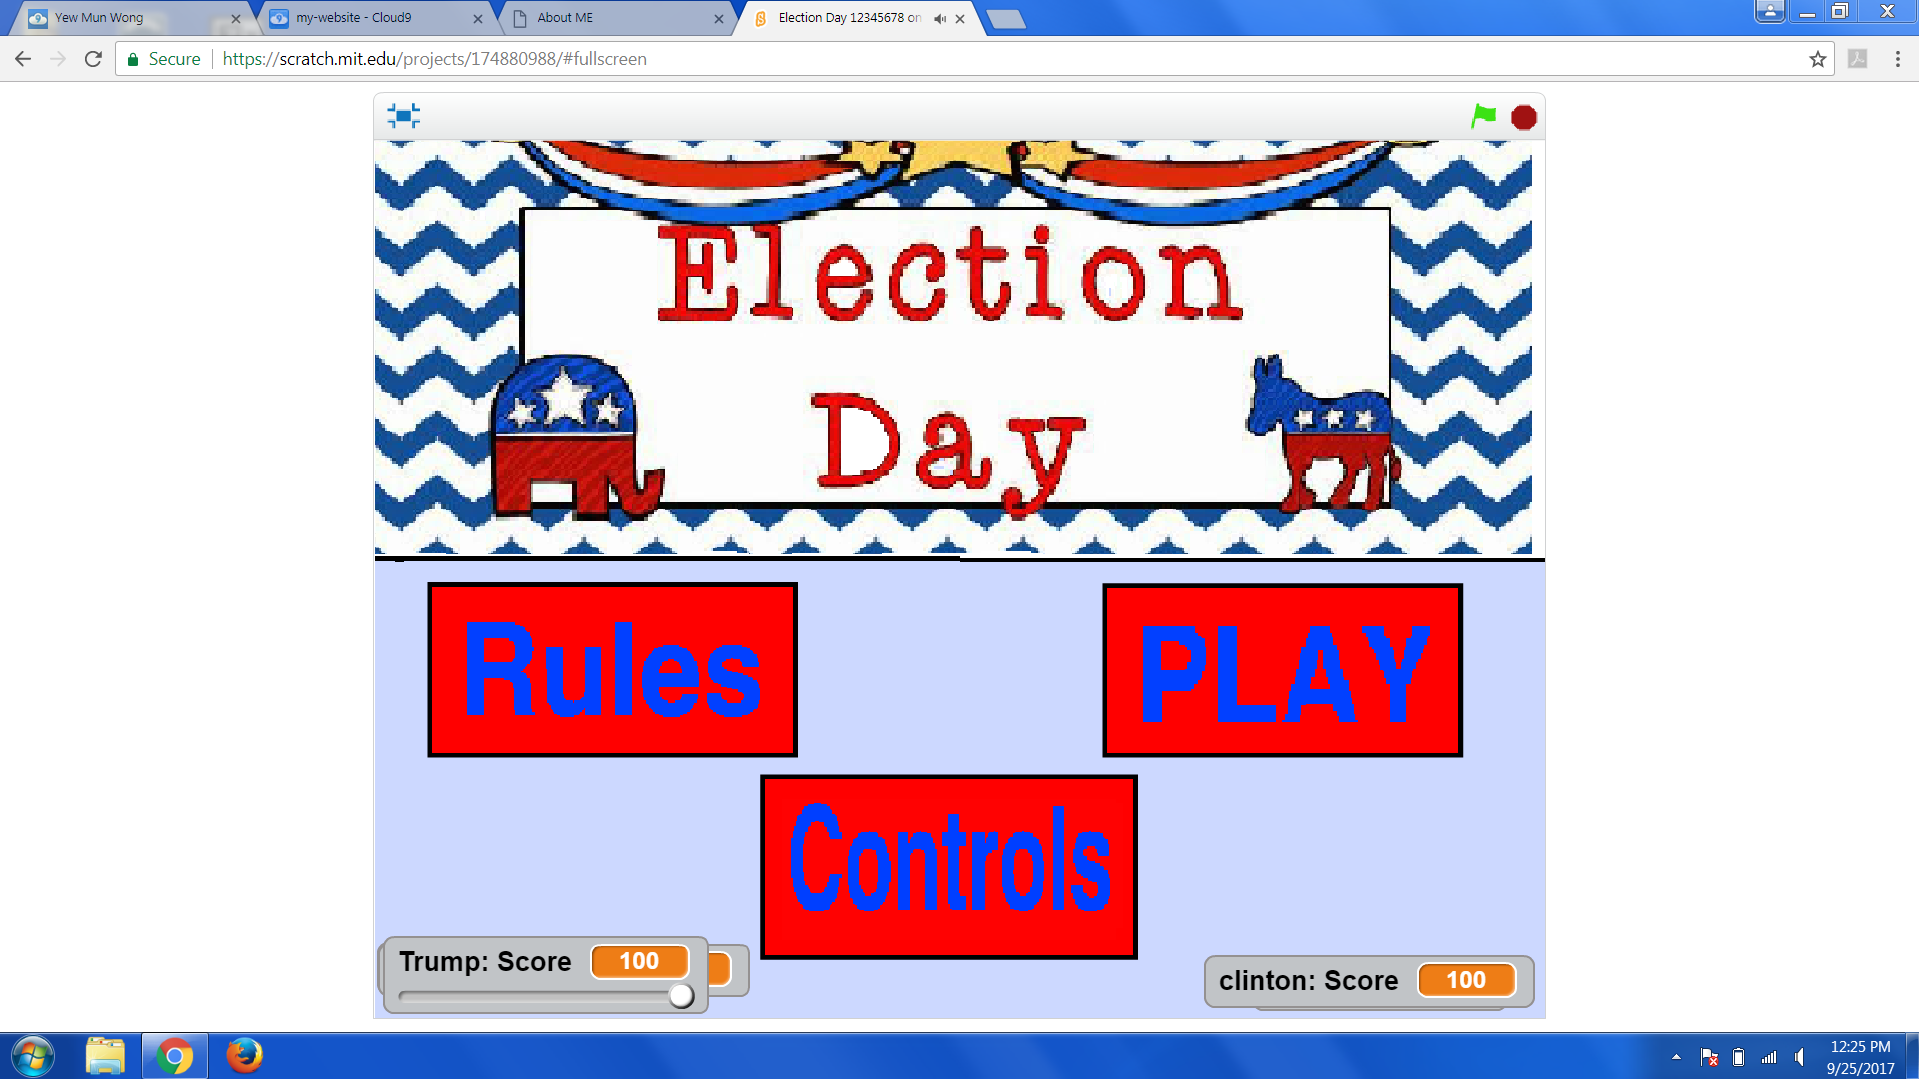 Yew Mun Wong
my-website - Cloud9
About ME
Election Day 12345678 on
Secure
https://scratch.mit.edu/projects/174880988/#fullscreen
Election
Day
Rules
PLAY
Controls
Trump: Score 100
clinton: Score 100
12:25 PM
9/25/2017